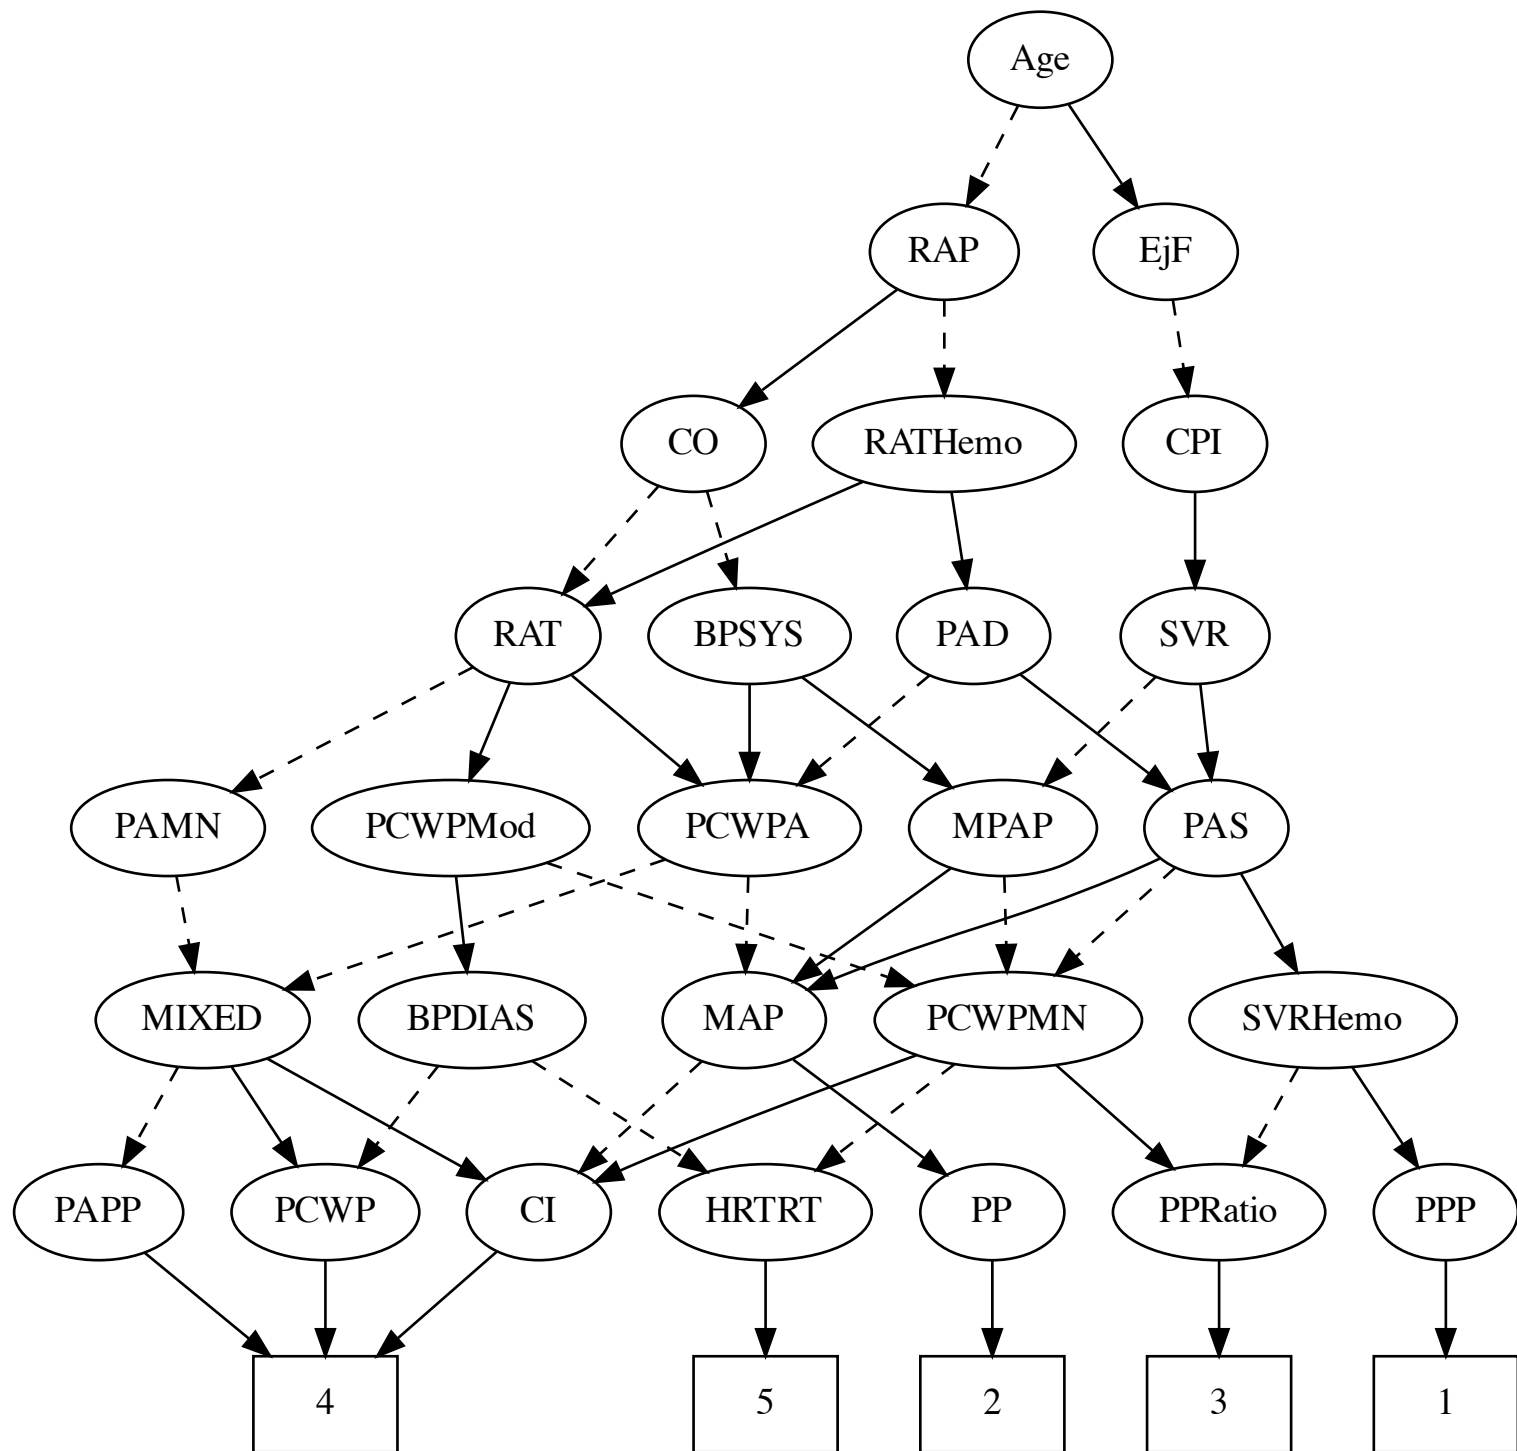 Age
RAP EjF
CO RATHemo CPI
RAT BPSYS PAD SVR
PAMN PCWPMod PCWPA MPAP PAS
MIXED BPDIAS MAP PCWPMN SVRHemo
PAPP PCWP CI HRTRT PP PPRatio PPP
4 5 2 3 1